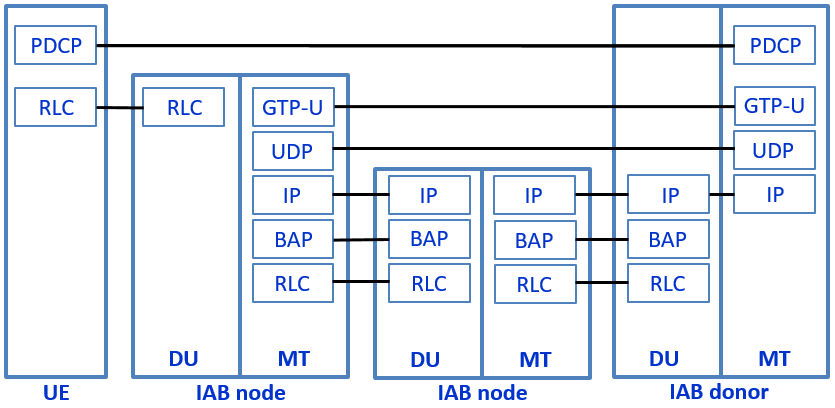 PDCP
PDCP
RLC
RLC
GTP-U
GTP-U
UDP
UDP
IP
IP
IP
IP
IP
BAP
BAP
BAP
BAP
RLC
RLC
RLC
RLC
DU
MT
DU
MT
DU
MT
UE
IAB node
IAB node
IAB donor